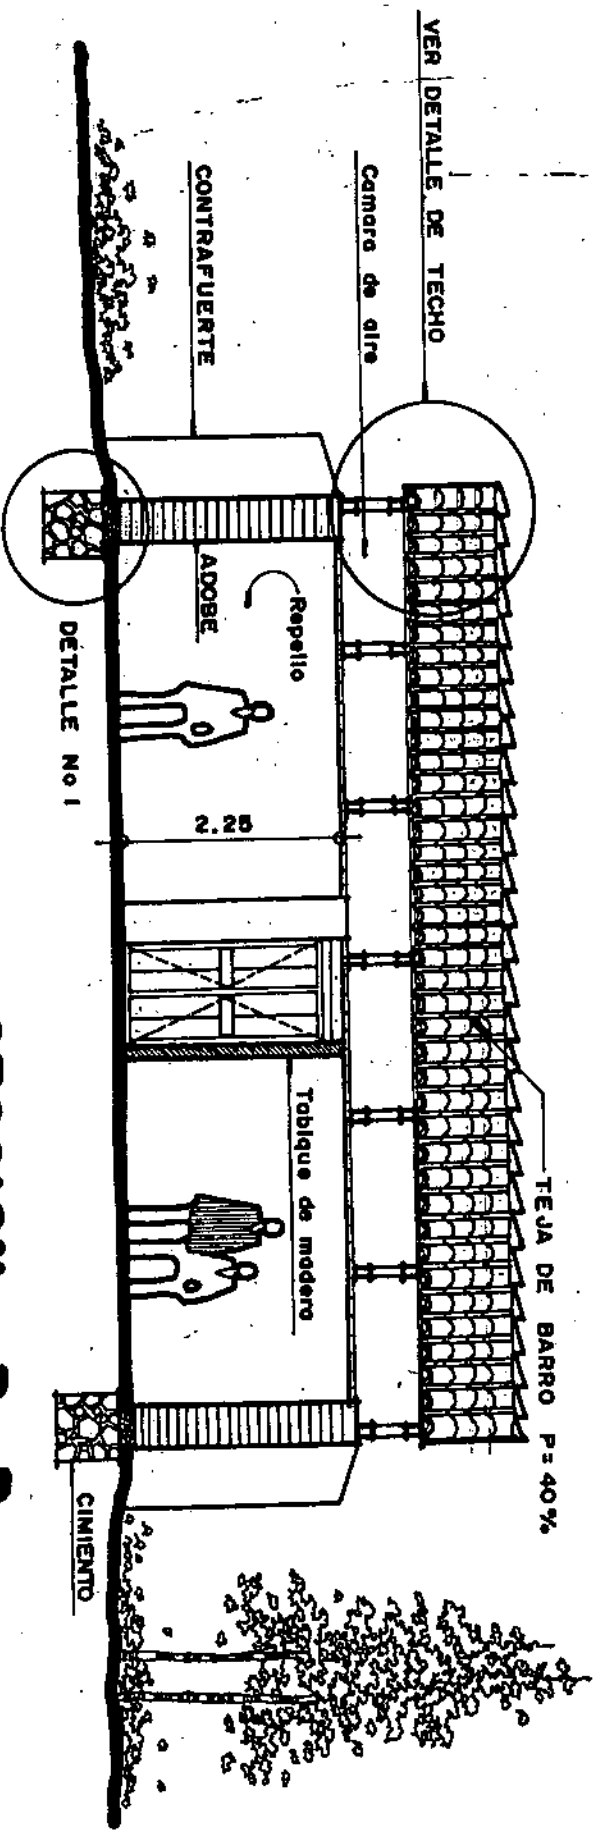 VER DETALLE DE TECHO
Camara de aire
CONTRAFUERTE
TEJA DE BARRO P=40%
Repello
ADOBE
2.25
Tabique de madera
DETALLE No 1
CIMIENTO